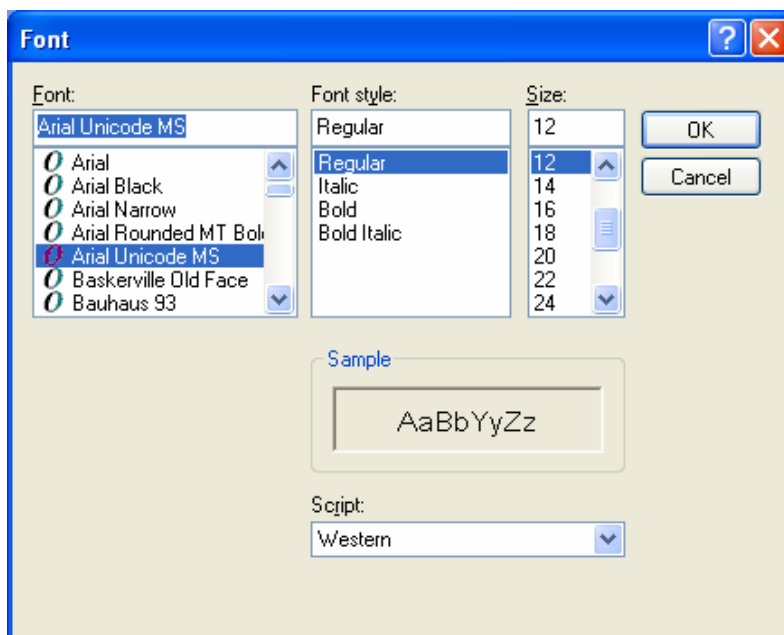 Font
Font:
Font style:
Size:
Arial Unicode MS
Regular
12
OK
Cancel
Arial
Arial Black
Arial Narrow
Arial Rounded MT Bol
Arial Unicode MS
Baskerville Old Face
Bauhaus 93
Regular
Italic
Bold
Bold Italic
12
14
16
18
20
22
24
Sample
AaBbYyZz
Script:
Western